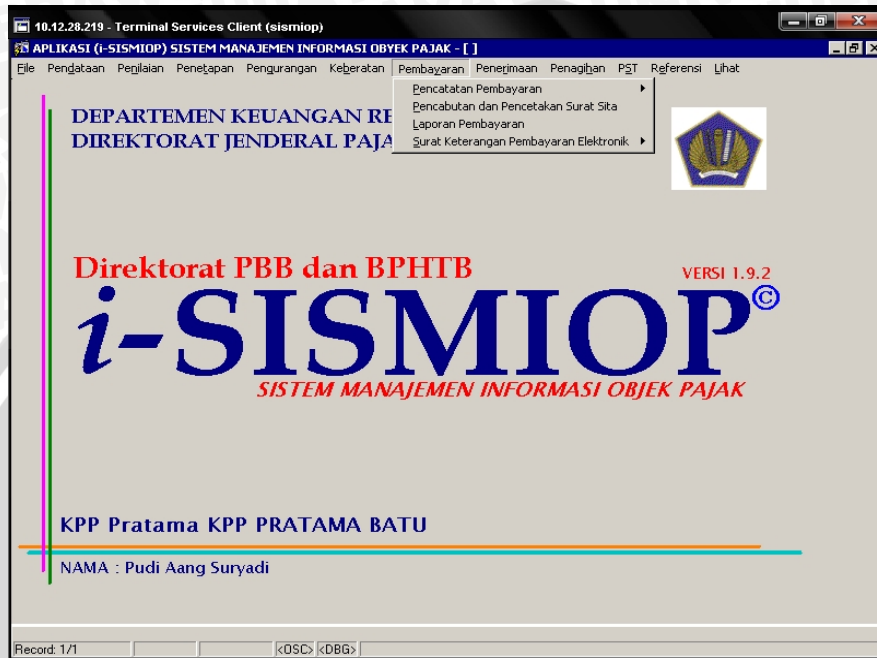 10.12.28.219 - Terminal Services Client (sismiop)
APLIKASI (i-SISMIOP) SISTEM MANAJEMEN INFORMASI OBYEK PAJAK - [ ]
File Pendataan Penilaian Penetapan Pengurangan Keberatan Pembayaran Penerimaan Penagihan PST Referensi Lihat
Pencatatan Pembayaran
Pencabutan dan Pencetakan Surat Sita
Laporan Pembayaran
Surat Keterangan Pembayaran Elektronik
DEPARTEMEN KEUANGAN RE
DIREKTORAT JENDERAL PAJA
Direktorat PBB dan BPHTB
VERSI 1.9.2
i-SISMIOP©
SISTEM MANAJEMEN INFORMASI OBJEK PAJAK
KPP Pratama KPP PRATAMA BATU
NAMA : Pudi Aang Suryadi
Record: 1/1 <OSC> <DBG>